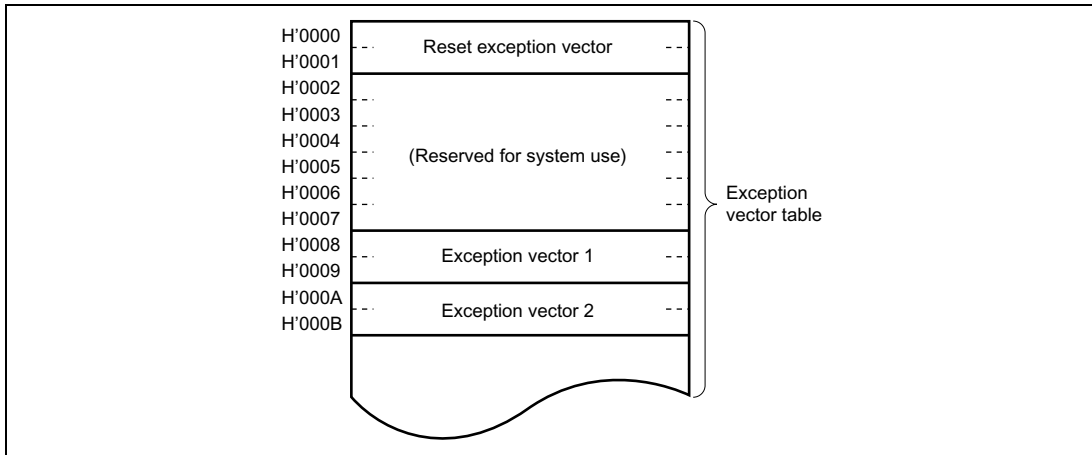 H'0000
Reset exception vector
H'0001
H'0002
H'0003
H'0004
(Reserved for system use)
H'0005
H'0006
H'0007
H'0008
Exception vector 1
H'0009
H'000A
Exception vector 2
H'000B
Exception
vector table